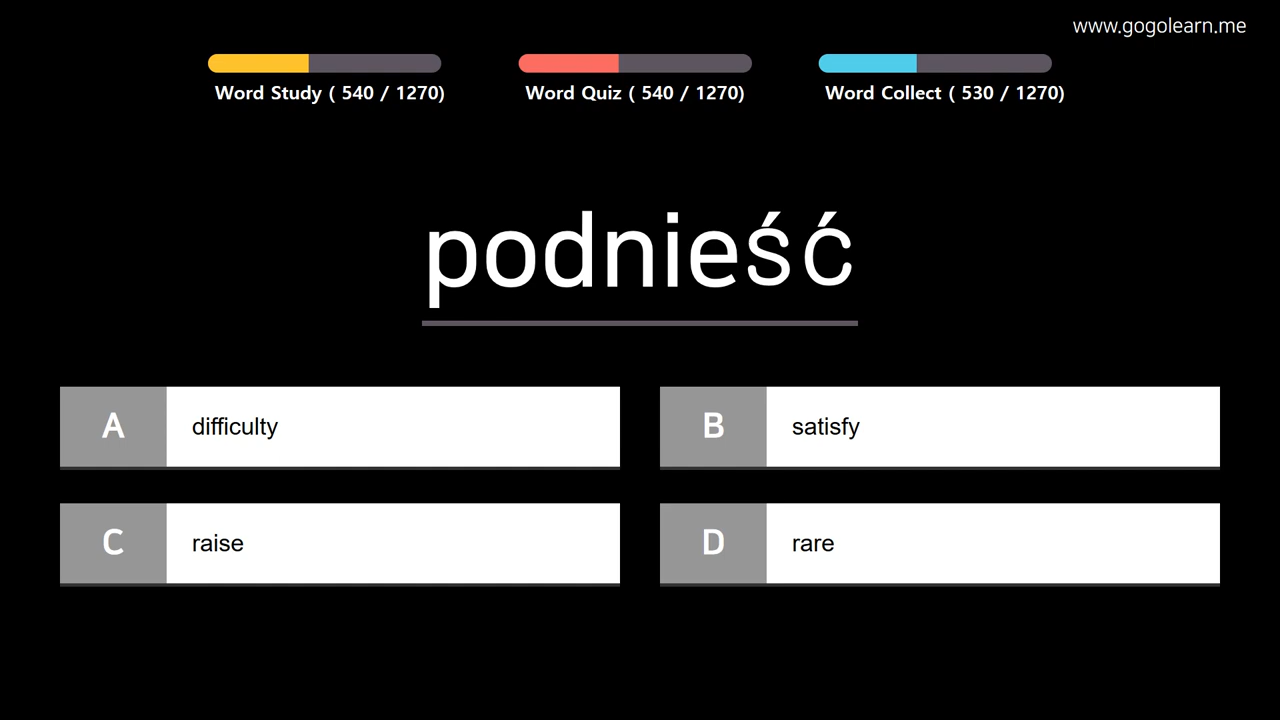 www.gogolearn.me
Word Study ( 540 / 1270)
Word Quiz ( 540 / 1270)
Word Collect ( 530 / 1270)
podnieść
A difficulty
B satisfy
C raise
D rare